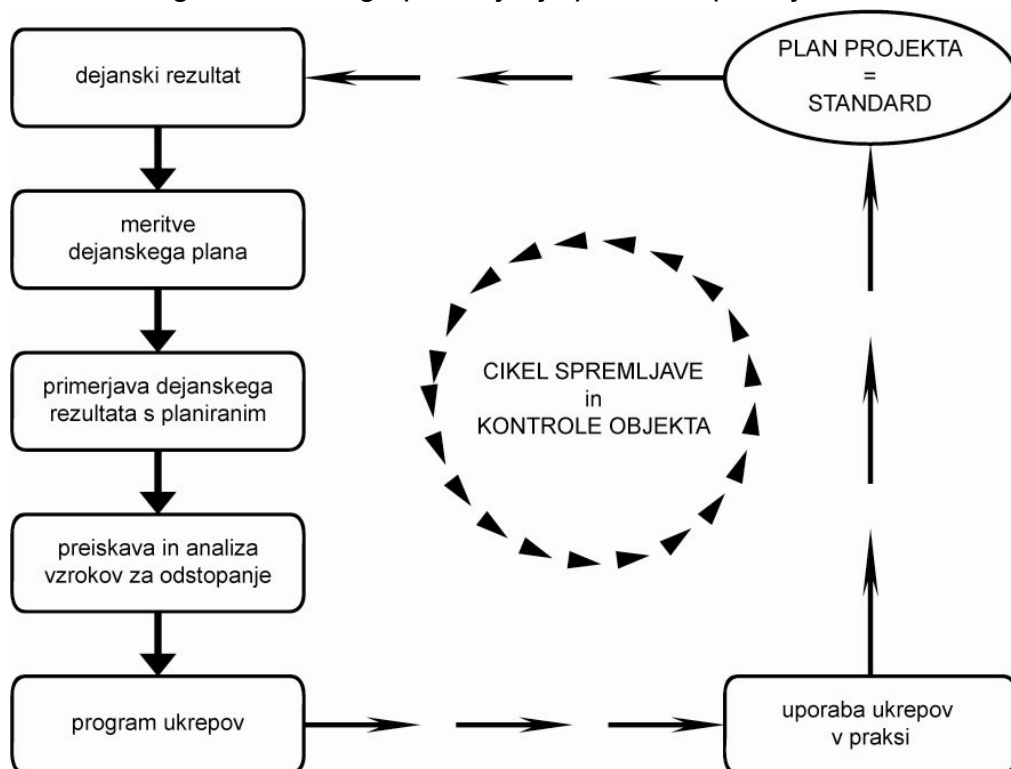 dejanski rezultat
PLAN PROJEKTA
=
STANDARD
meritve
dejanskega plana
primerjava dejanskega
rezultata s planiranim
CIKEL SPREMLJAVE
in
KONTROLE OBJEKTA
preiskava in analiza
vzrokov za odstopanje
program ukrepov
uporaba ukrepov
v praksi